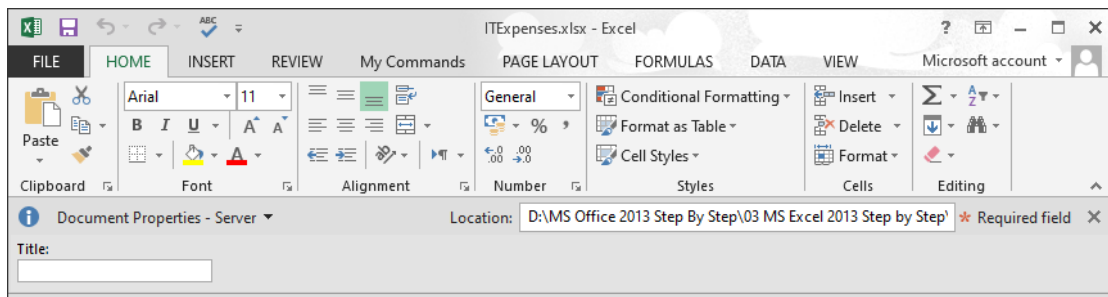 ABC ITExpenses.xlsx - Excel ?
FILE HOME INSERT REVIEW My Commands PAGE LAYOUT FORMULAS DATA VIEW Microsoft account
Arial 11 General Conditional Formatting Insert Σ A Z
Paste B I U A A % , Format as Table Delete
A ¶ ←.0 .00 .00 →.0 Cell Styles Format
Clipboard Font Alignment Number Styles Cells Editing
Document Properties - Server Location: D:\MS Office 2013 Step By Step\03 MS Excel 2013 Step by Step\ * Required field
Title: